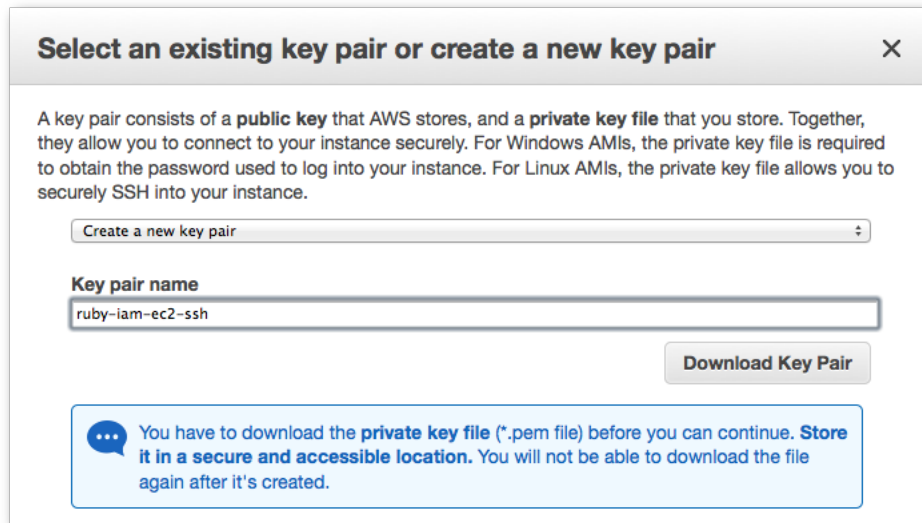 Select an existing key pair or create a new key pair
A key pair consists of a public key that AWS stores, and a private key file that you store. Together,
they allow you to connect to your instance securely. For Windows AMIs, the private key file is required
to obtain the password used to log into your instance. For Linux AMIs, the private key file allows you to
securely SSH into your instance.
Create a new key pair
Key pair name
ruby-iam-ec2-ssh
Download Key Pair
You have to download the private key file (*.pem file) before you can continue. Store
it in a secure and accessible location. You will not be able to download the file
again after it's created.